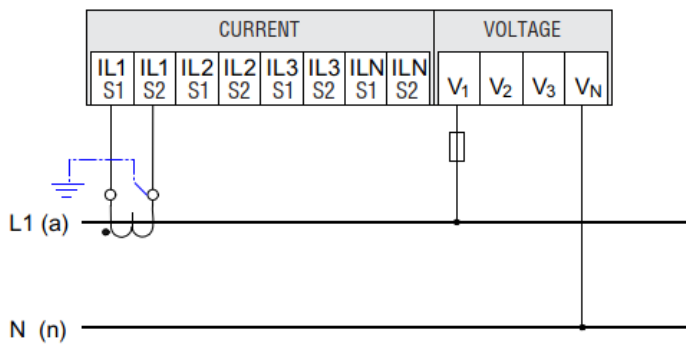 CURRENT VOLTAGE
IL1 IL1 IL2 IL2 IL3 IL3 ILN ILN
S1 S2 S1 S2 S1 S2 S1 S2 V₁ V₂ V₃ V_N
L1 (a)
N (n)